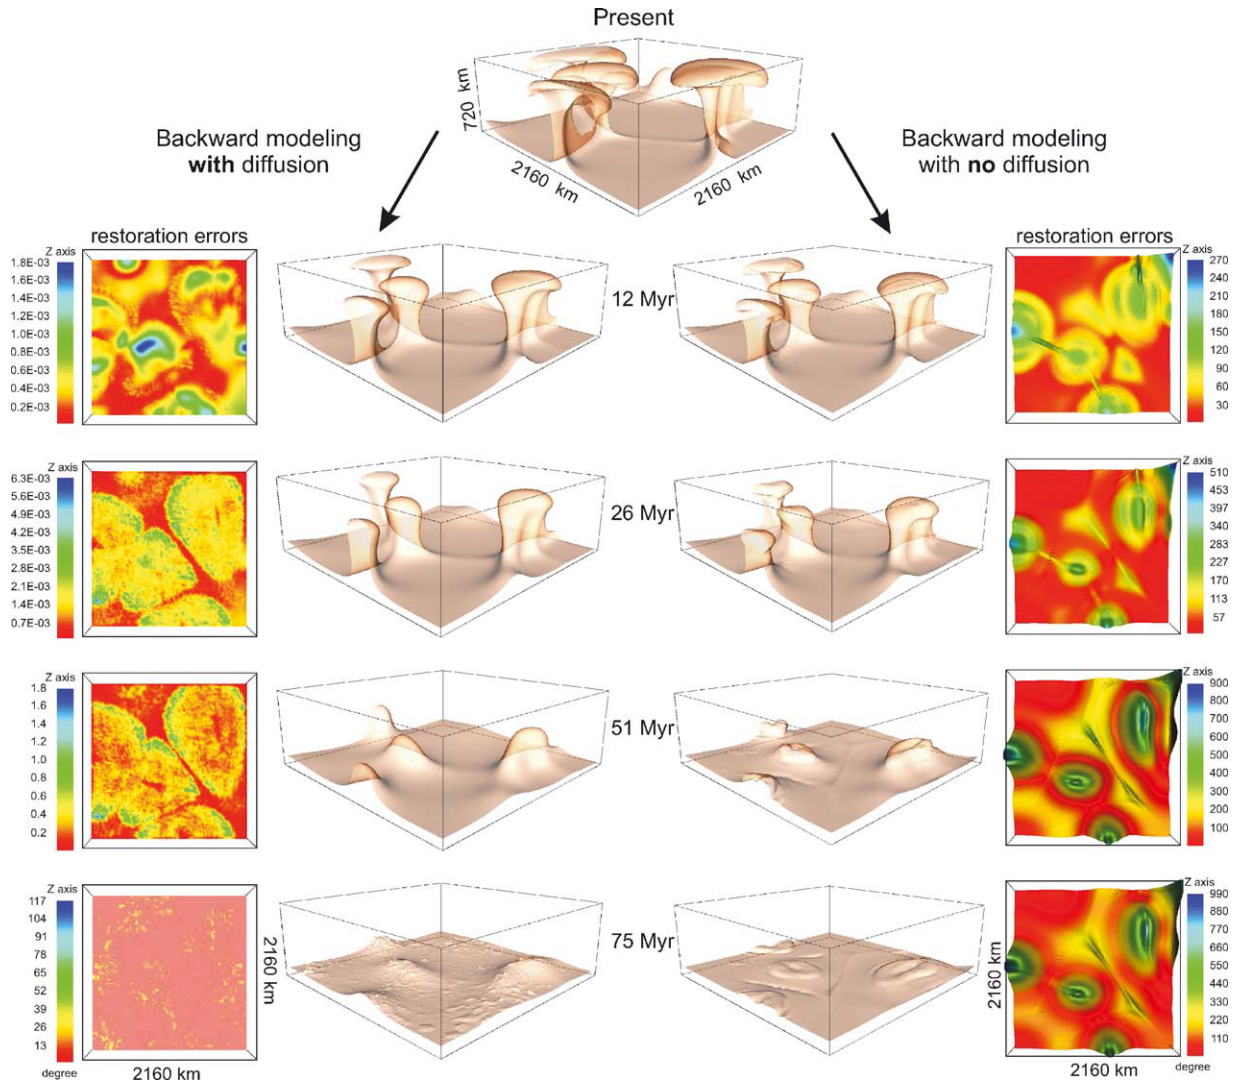 Present
720 km
2160 km
2160 km
Backward modeling
with diffusion
Backward modeling
with no diffusion
restoration errors
Z axis
1.8E-03
1.6E-03
1.4E-03
1.2E-03
1.0E-03
0.8E-03
0.6E-03
0.4E-03
0.2E-03
12 Myr
restoration errors
Z axis
270
240
210
180
150
120
90
60
30
Z axis
6.3E-03
5.6E-03
4.9E-03
4.2E-03
3.5E-03
2.8E-03
2.1E-03
1.4E-03
0.7E-03
26 Myr
Z axis
510
453
397
340
283
227
170
113
57
Z axis
1.8
1.6
1.4
1.2
1.0
0.8
0.6
0.4
0.2
51 Myr
Z axis
900
800
700
600
500
400
300
200
100
Z axis
117
104
91
78
65
52
39
26
13
degree
2160 km
2160 km
75 Myr
2160 km
2160 km
Z axis
990
880
770
660
550
440
330
220
110
degree